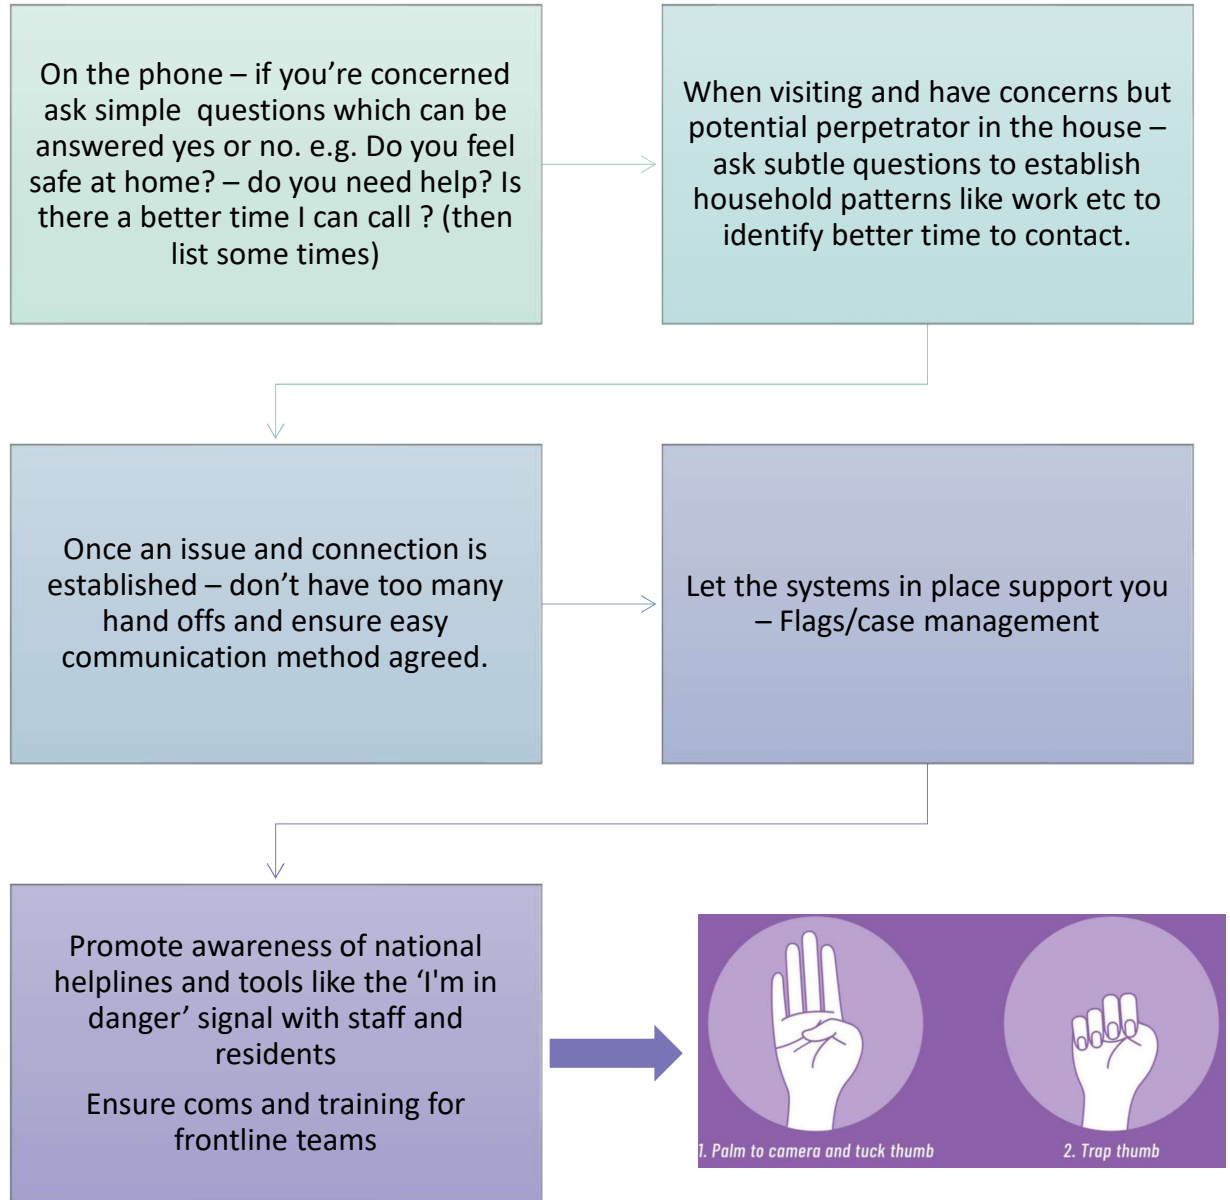 On the phone – if you’re concerned
ask simple  questions which can be
answered yes or no. e.g. Do you feel
safe at home? – do you need help? Is
there a better time I can call ? (then
list some times)
When visiting and have concerns but
potential perpetrator in the house –
ask subtle questions to establish
household patterns like work etc to
identify better time to contact.
Once an issue and connection is
established – don’t have too many
hand offs and ensure easy
communication method agreed.
Let the systems in place support you
– Flags/case management
Promote awareness of national
helplines and tools like the ‘I'm in
danger’ signal with staff and
residents
Ensure coms and training for
frontline teams
1. Palm to camera and tuck thumb
2. Trap thumb